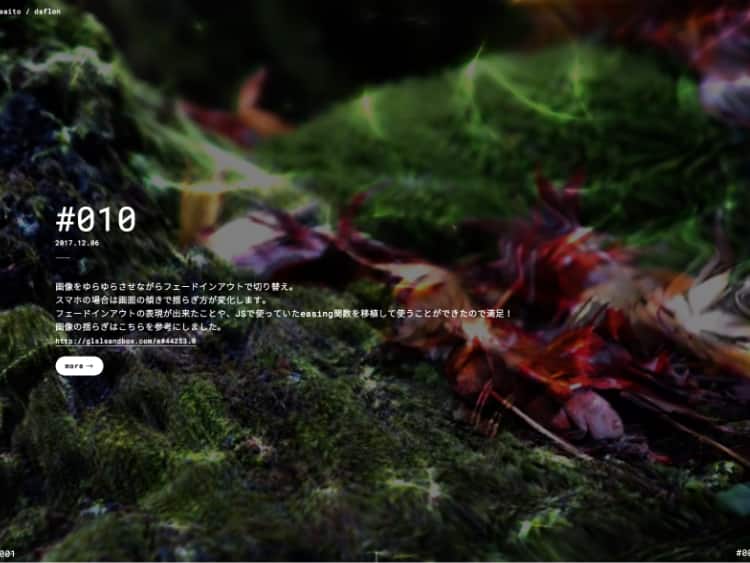 saito / daflon
#010
2017.12.06
画像をゆらゆらさせながらフェードインアウトで切り替え。
スマホの場合は画面の傾きで揺らぎ方が変化します。
フェードインアウトの表現が出来たことや、JSで使っていたeasing関数を移植して使うことができたので満足！
画像の揺らぎはこちらを参考にしました。
http://glslsandbox.com/e#44253.0
more →
001
#00